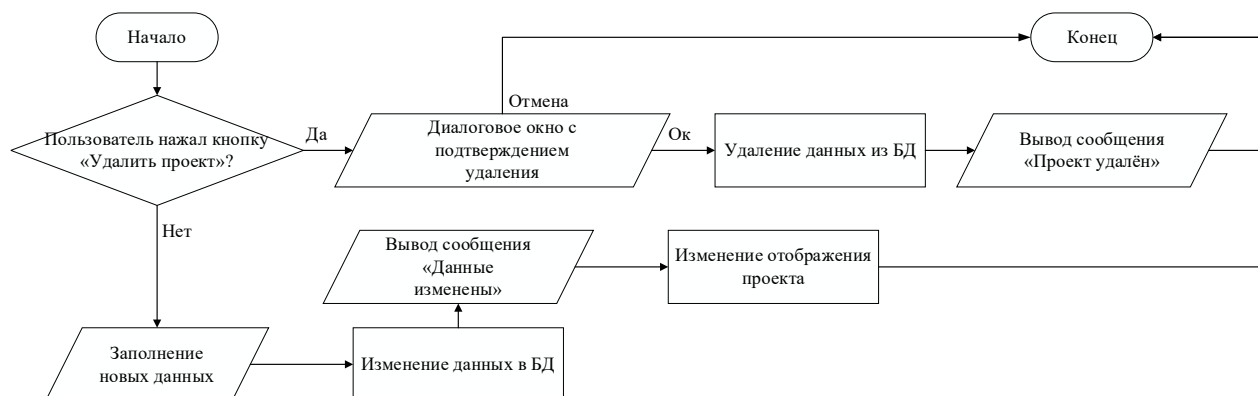 Начало
Конец
Отмена
Пользователь нажал кнопку
«Удалить проект»?
Да
Диалоговое окно с
подтверждением
удаления
Ок
Удаление данных из БД
Вывод сообщения
«Проект удалён»
Нет
Вывод сообщения
«Данные
изменены»
Изменение отображения
проекта
Заполнение
новых данных
Изменение данных в БД